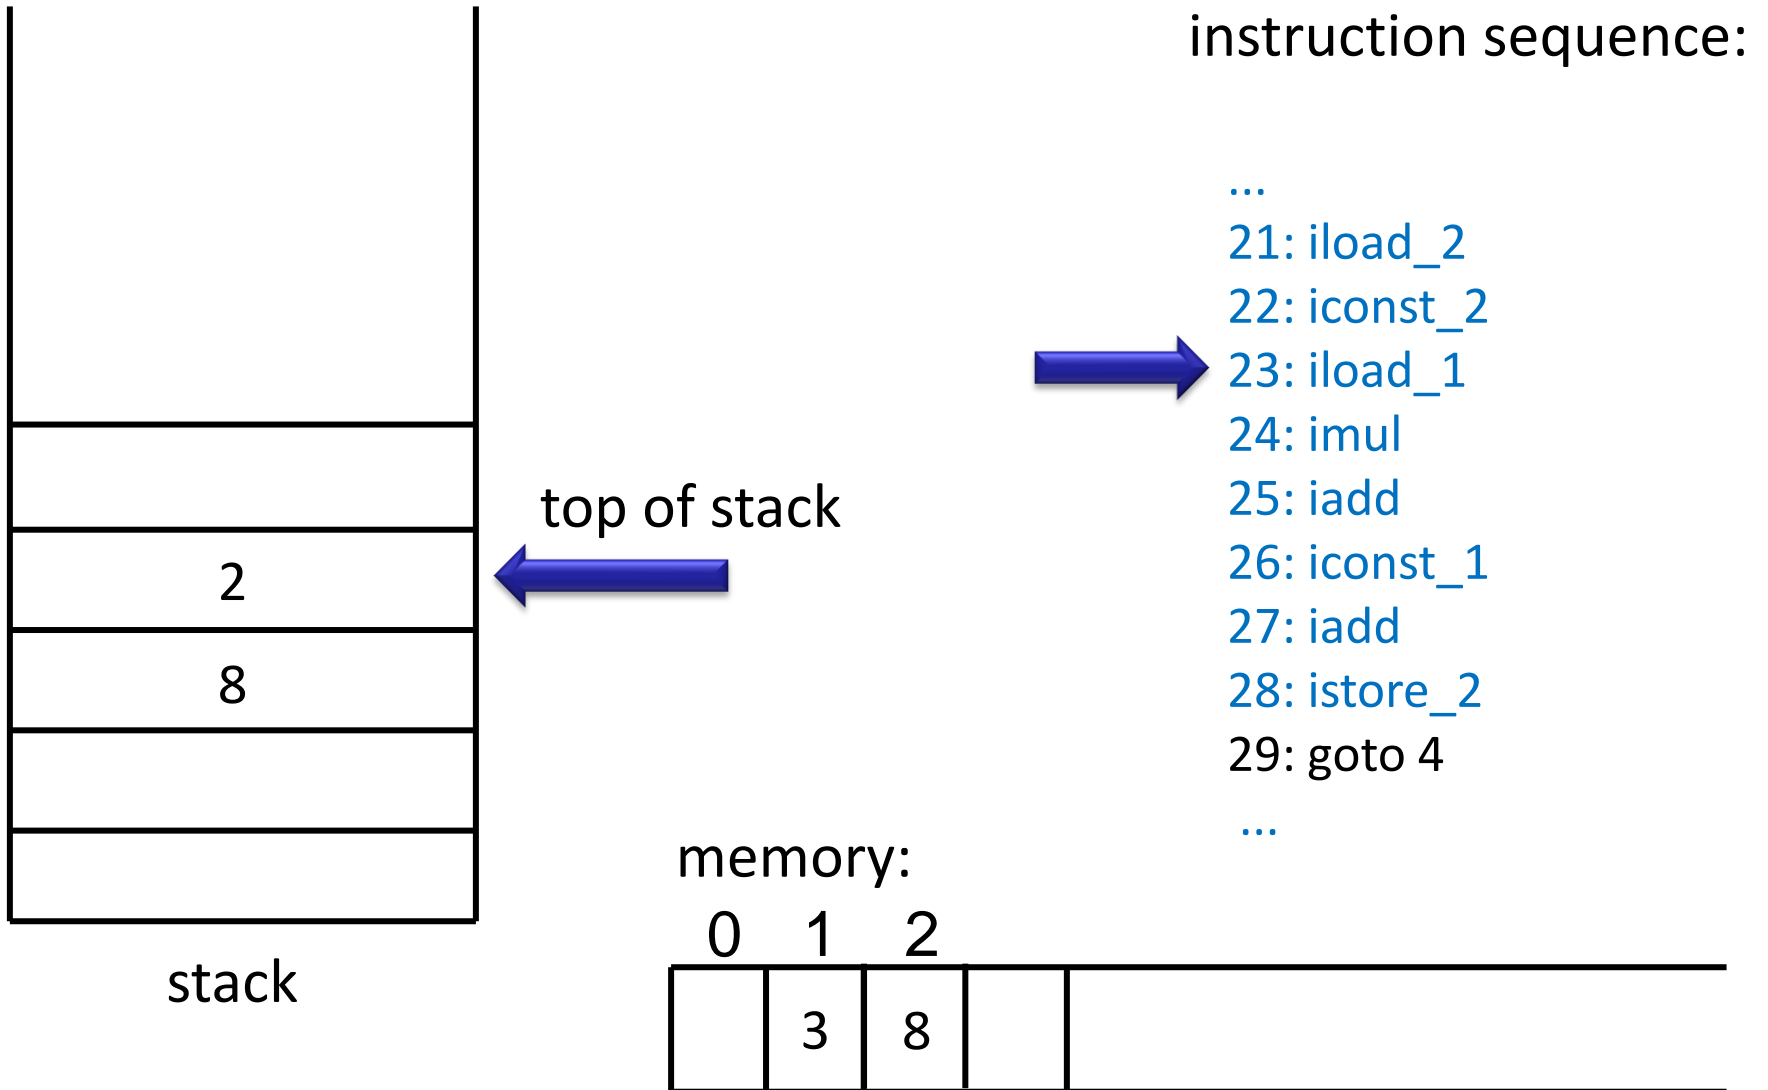 instruction sequence:
...
21: iload_2
22: iconst_2
23: iload_1
24: imul
25: iadd
26: iconst_1
27: iadd
28: istore_2
29: goto 4
...
top of stack
2
8
stack
memory:
0 1 2
3 8